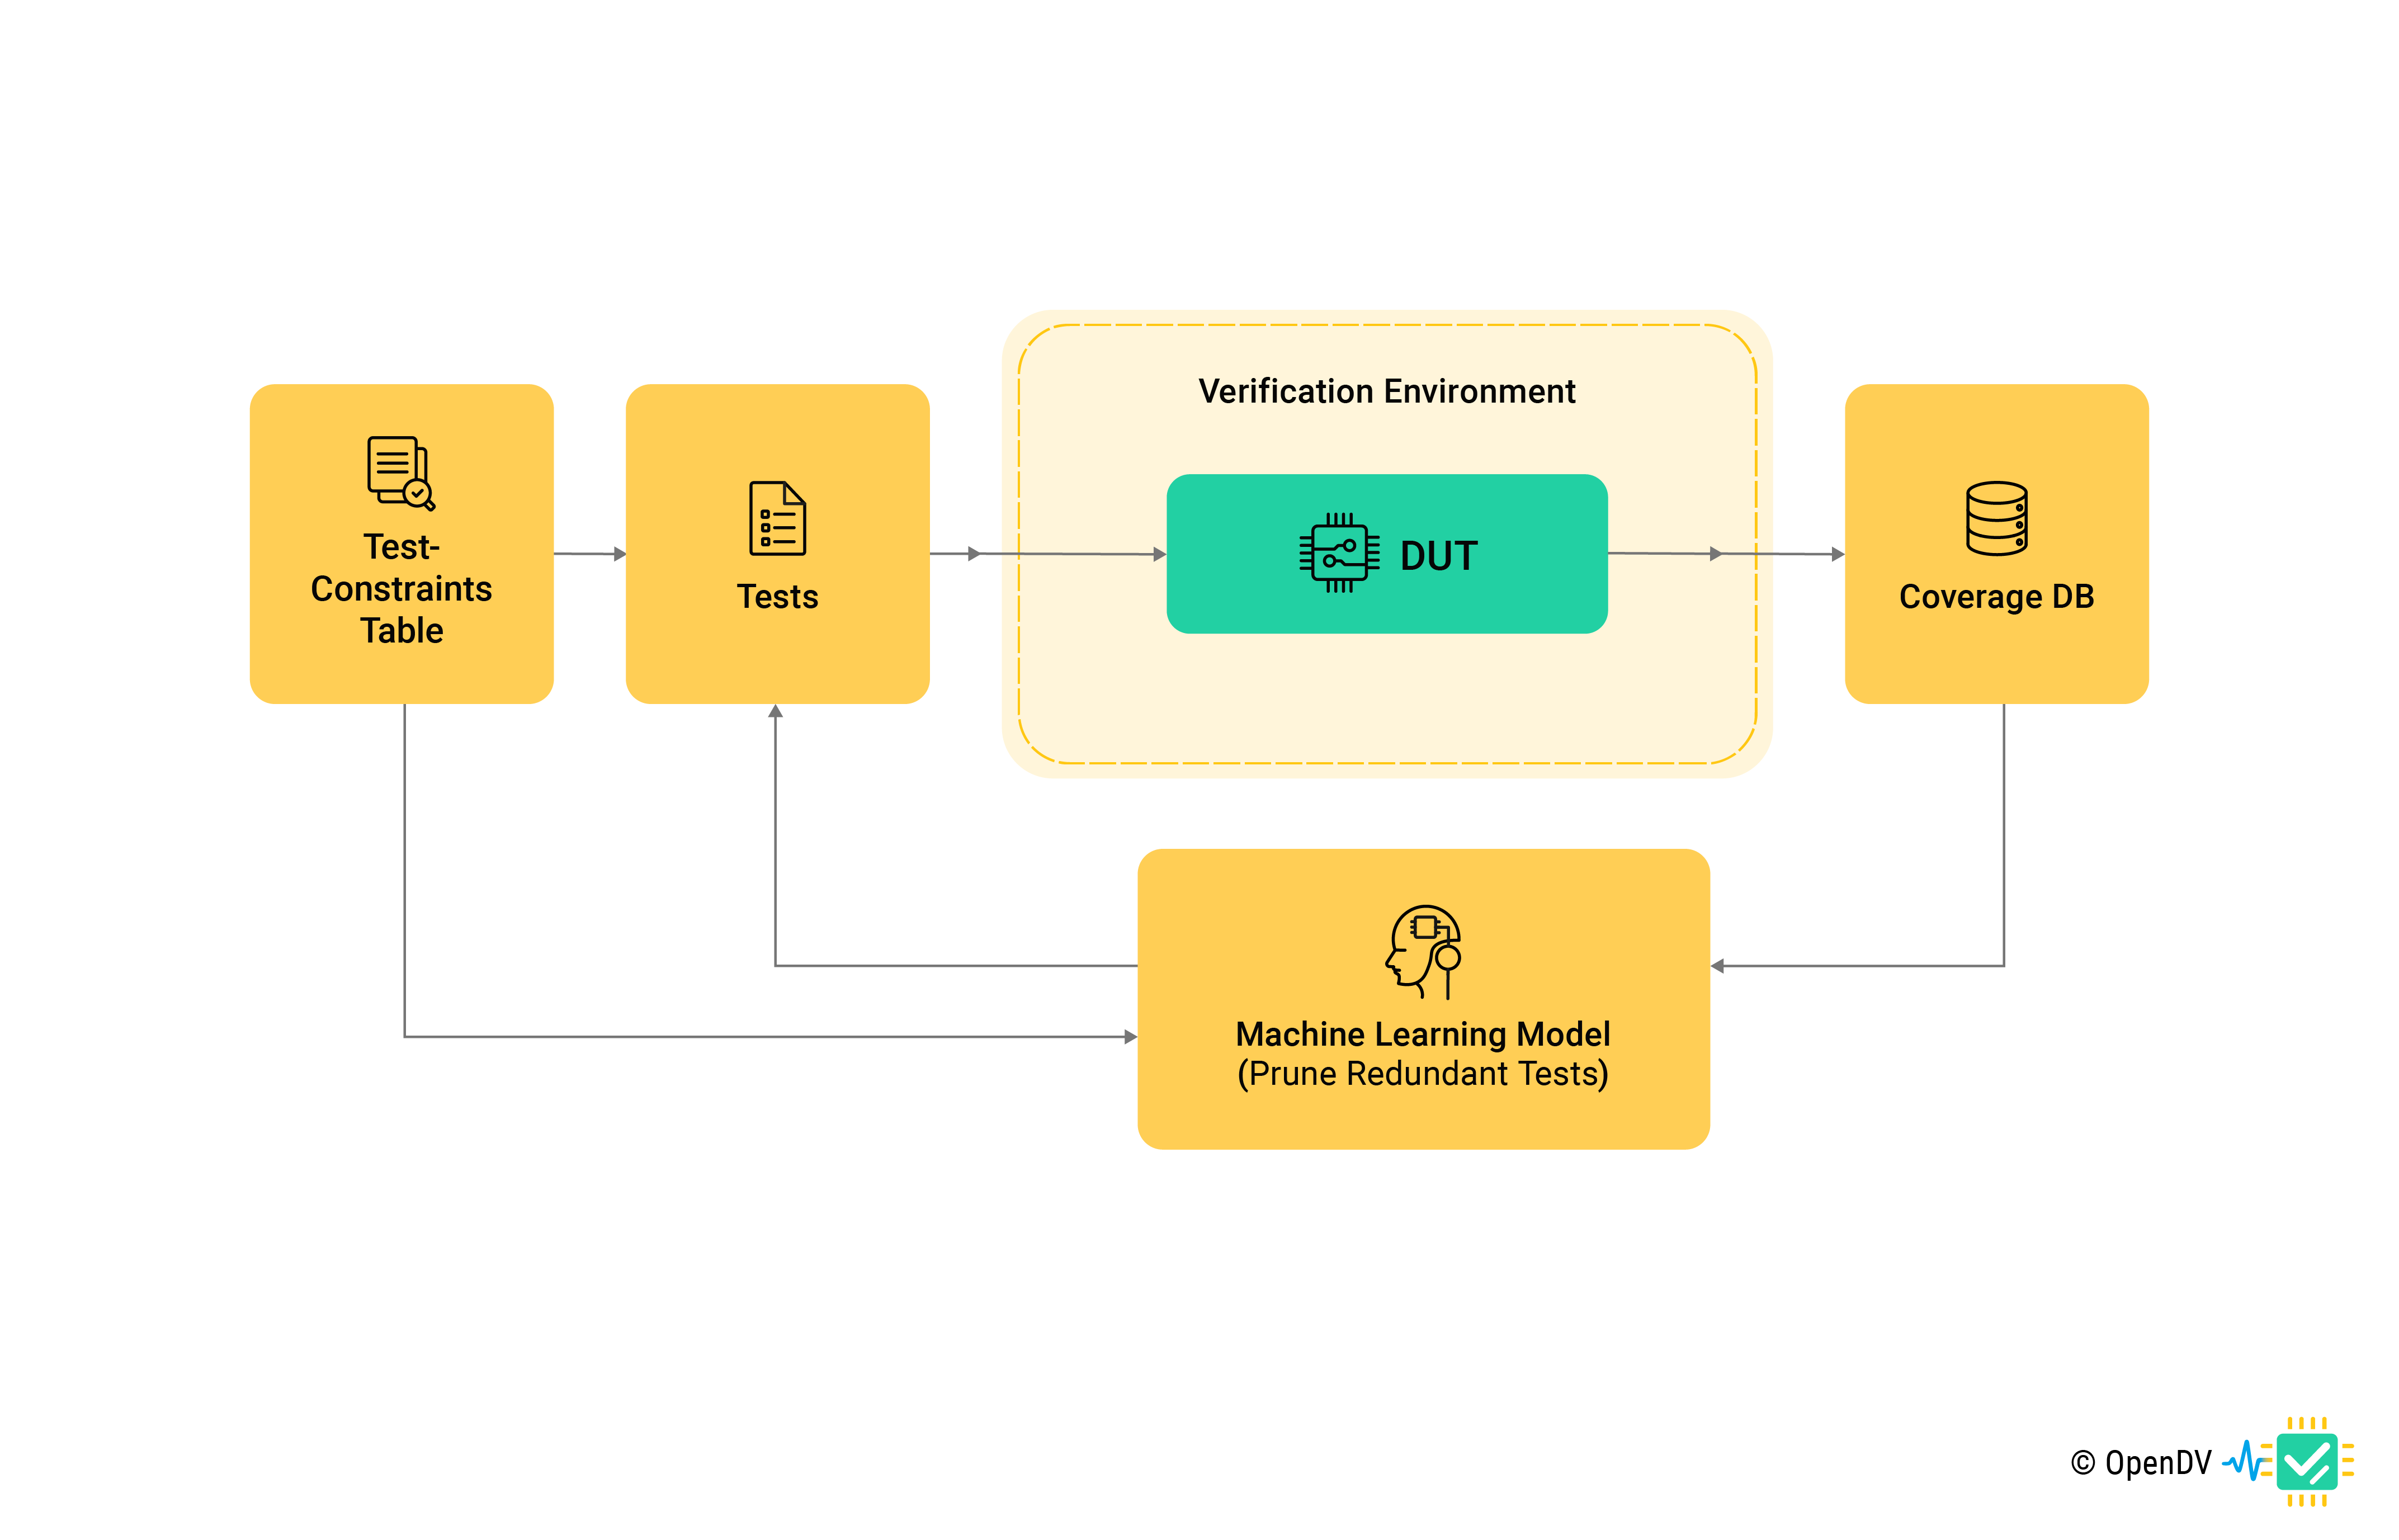 Verification Environment
Test-
Constraints
Table
Tests
DUT
Coverage DB
Machine Learning Model
(Prune Redundant Tests)
© OpenDV